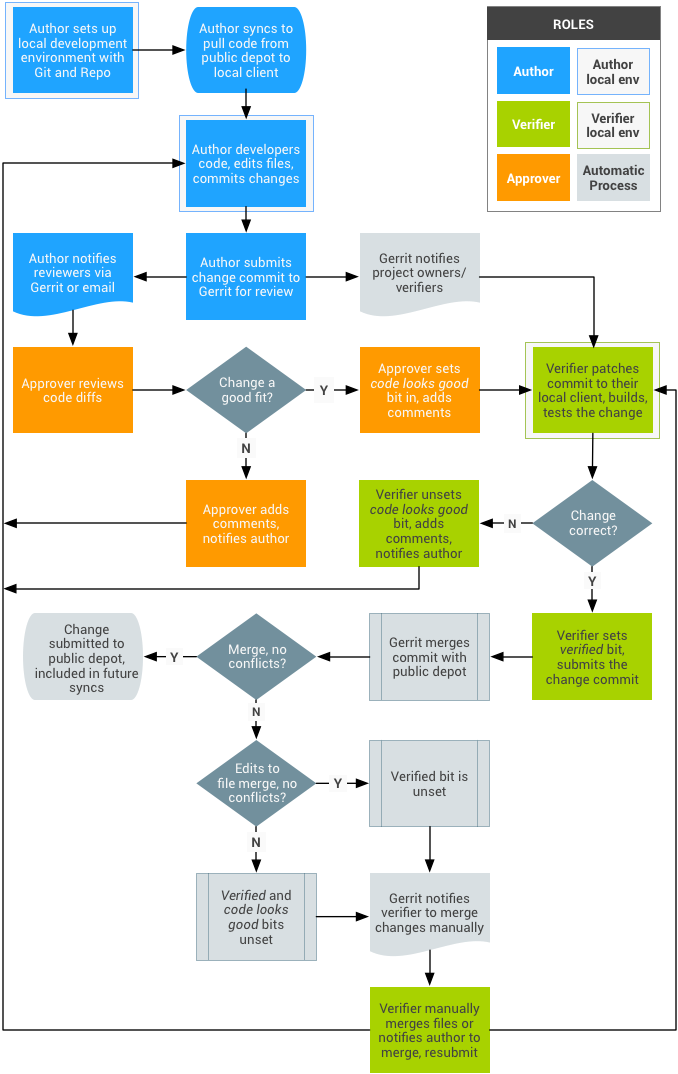 Author sets up
local development
environment with
Git and Repo
Author syncs to
pull code from
public depot to
local client
ROLES
Author
Author
local env
Verifier
Verifier
local env
Approver
Automatic
Process
Author developers
code, edits files,
commits changes
Author notifies
reviewers via
Gerrit or email
Author submits
change commit to
Gerrit for review
Gerrit notifies
project owners/
verifiers
Approver reviews
code diffs
Change a
good fit?
Y
Approver sets
code looks good
bit in, adds
comments
Verifier patches
commit to their
local client, builds,
tests the change
N
Approver adds
comments,
notifies author
Verifier unsets
code looks good
bit, adds
comments,
notifies author
N
Change
correct?
Y
Change
submitted to
public depot,
included in future
syncs
Y
Merge, no
conflicts?
Gerrit merges
commit with
public depot
Verifier sets
verified bit,
submits the
change commit
N
Edits to
file merge, no
conflicts?
Y
Verified bit is
unset
N
Verified and
code looks
good bits
unset
Gerrit notifies
verifier to merge
changes manually
Verifier manually
merges files or
notifies author to
merge, resubmit